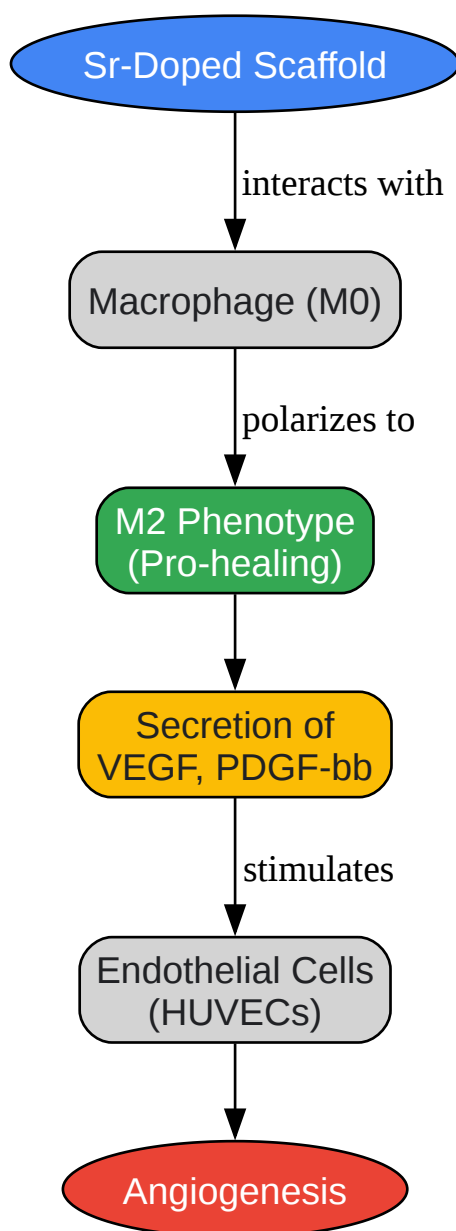 Sr-Doped Scaffold
interacts with
Macrophage (M0)
polarizes to
M2 Phenotype
(Pro-healing)
Secretion of
VEGF, PDGF-bb
stimulates
Endothelial Cells
(HUVECs)
Angiogenesis